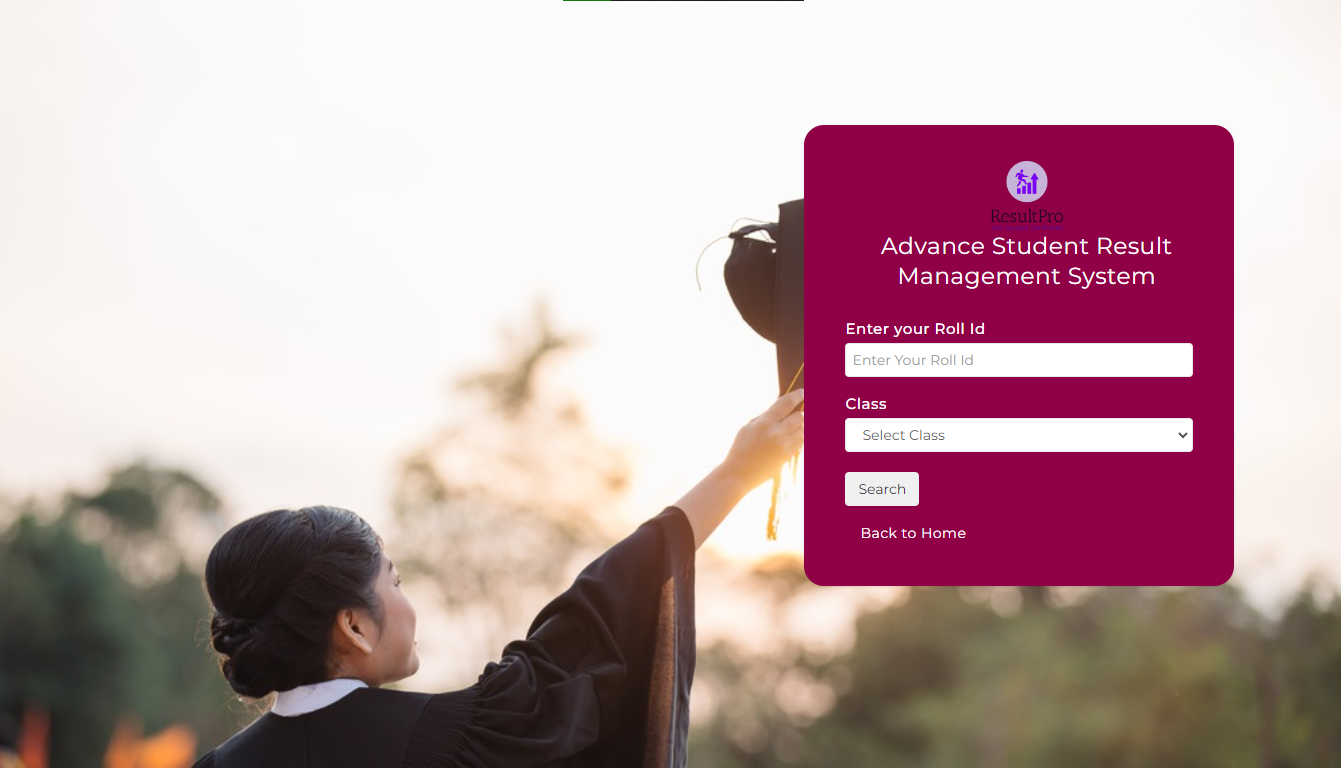 ResultPro
Advance Student Result
Management System
Enter your Roll Id
Enter Your Roll Id
Class
Select Class
Search
Back to Home